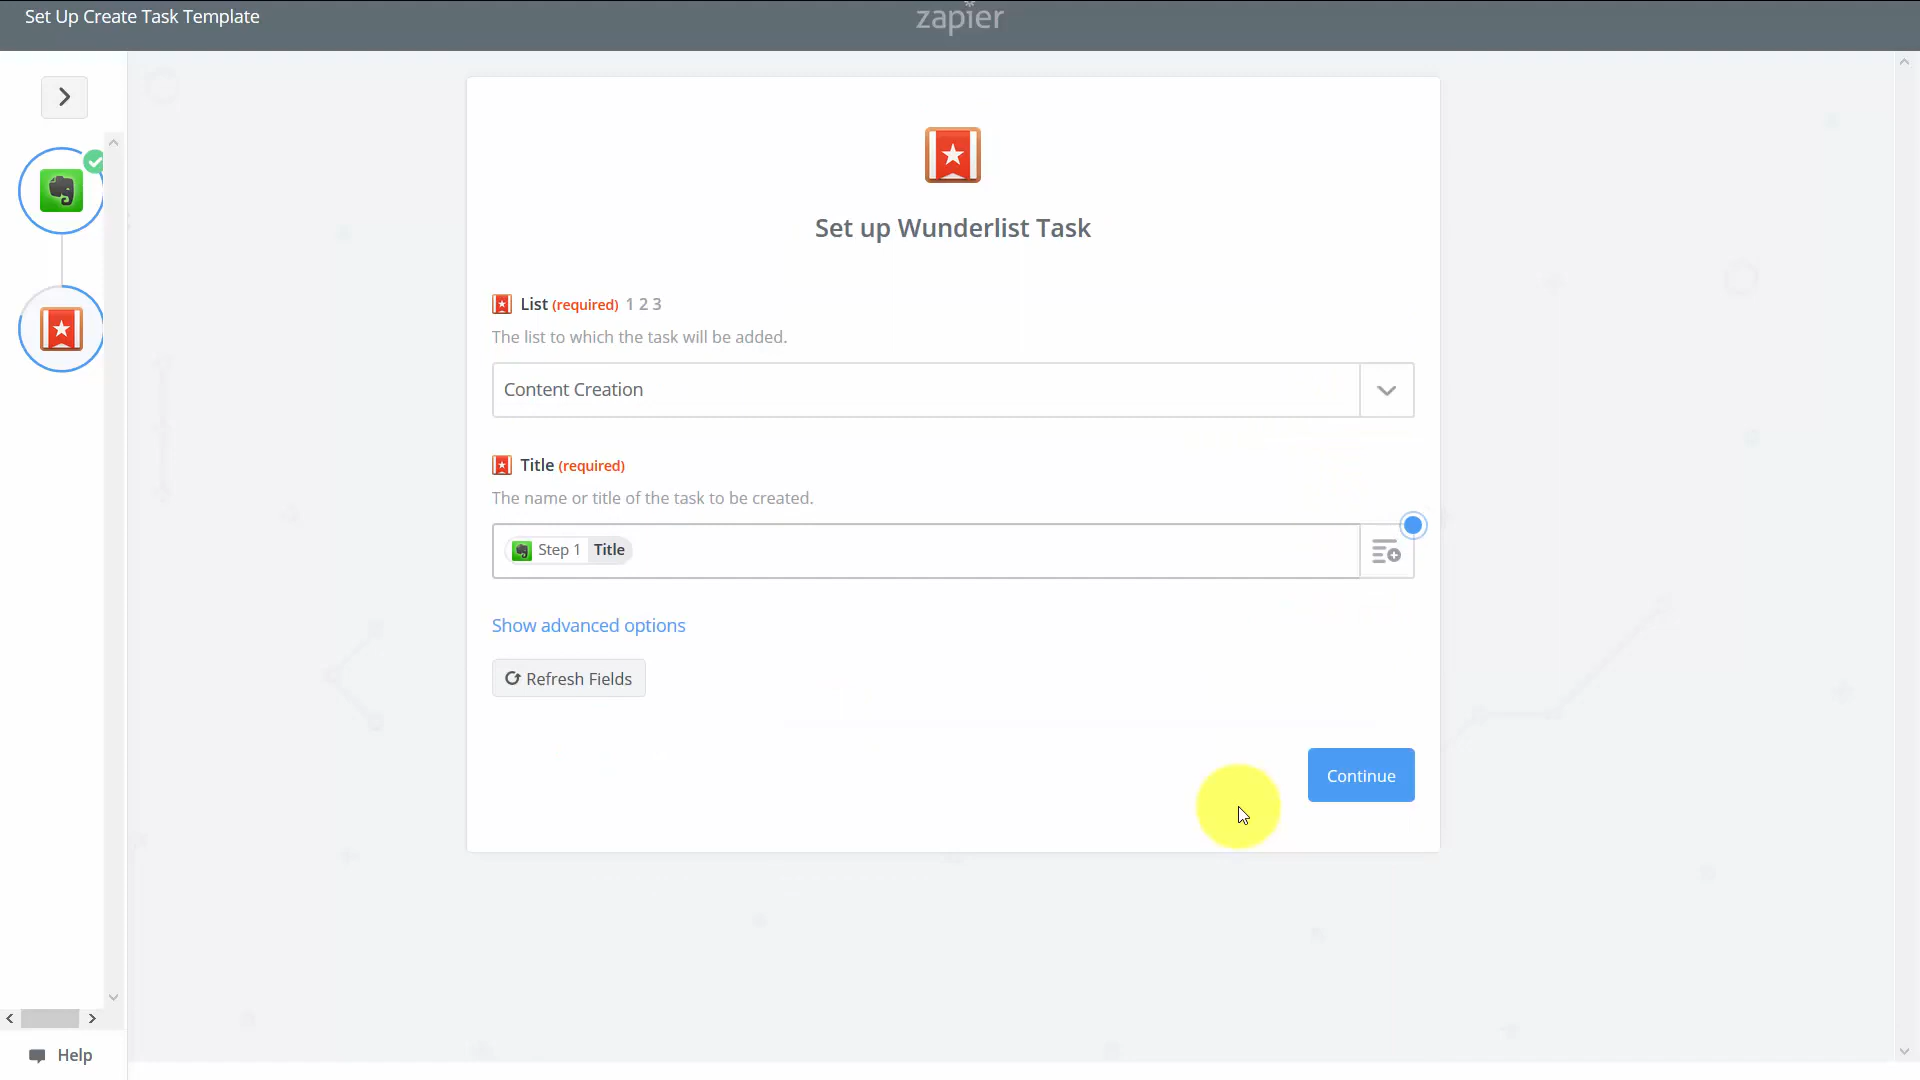 Set Up Create Task Template
zapier
Set up Wunderlist Task
List (required) 1 2 3
The list to which the task will be added.
Content Creation
Title (required)
The name or title of the task to be created.
Step 1 Title
Show advanced options
Refresh Fields
Continue
Help